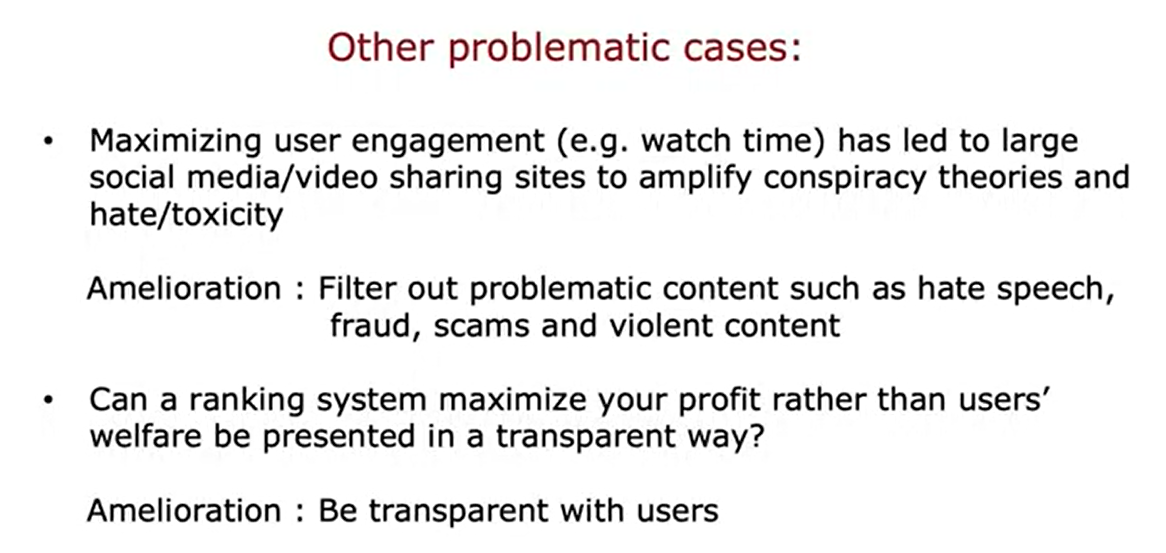 Other problematic cases:
• Maximizing user engagement (e.g. watch time) has led to large
social media/video sharing sites to amplify conspiracy theories and
hate/toxicity
Amelioration : Filter out problematic content such as hate speech,
fraud, scams and violent content
• Can a ranking system maximize your profit rather than users’
welfare be presented in a transparent way?
Amelioration : Be transparent with users